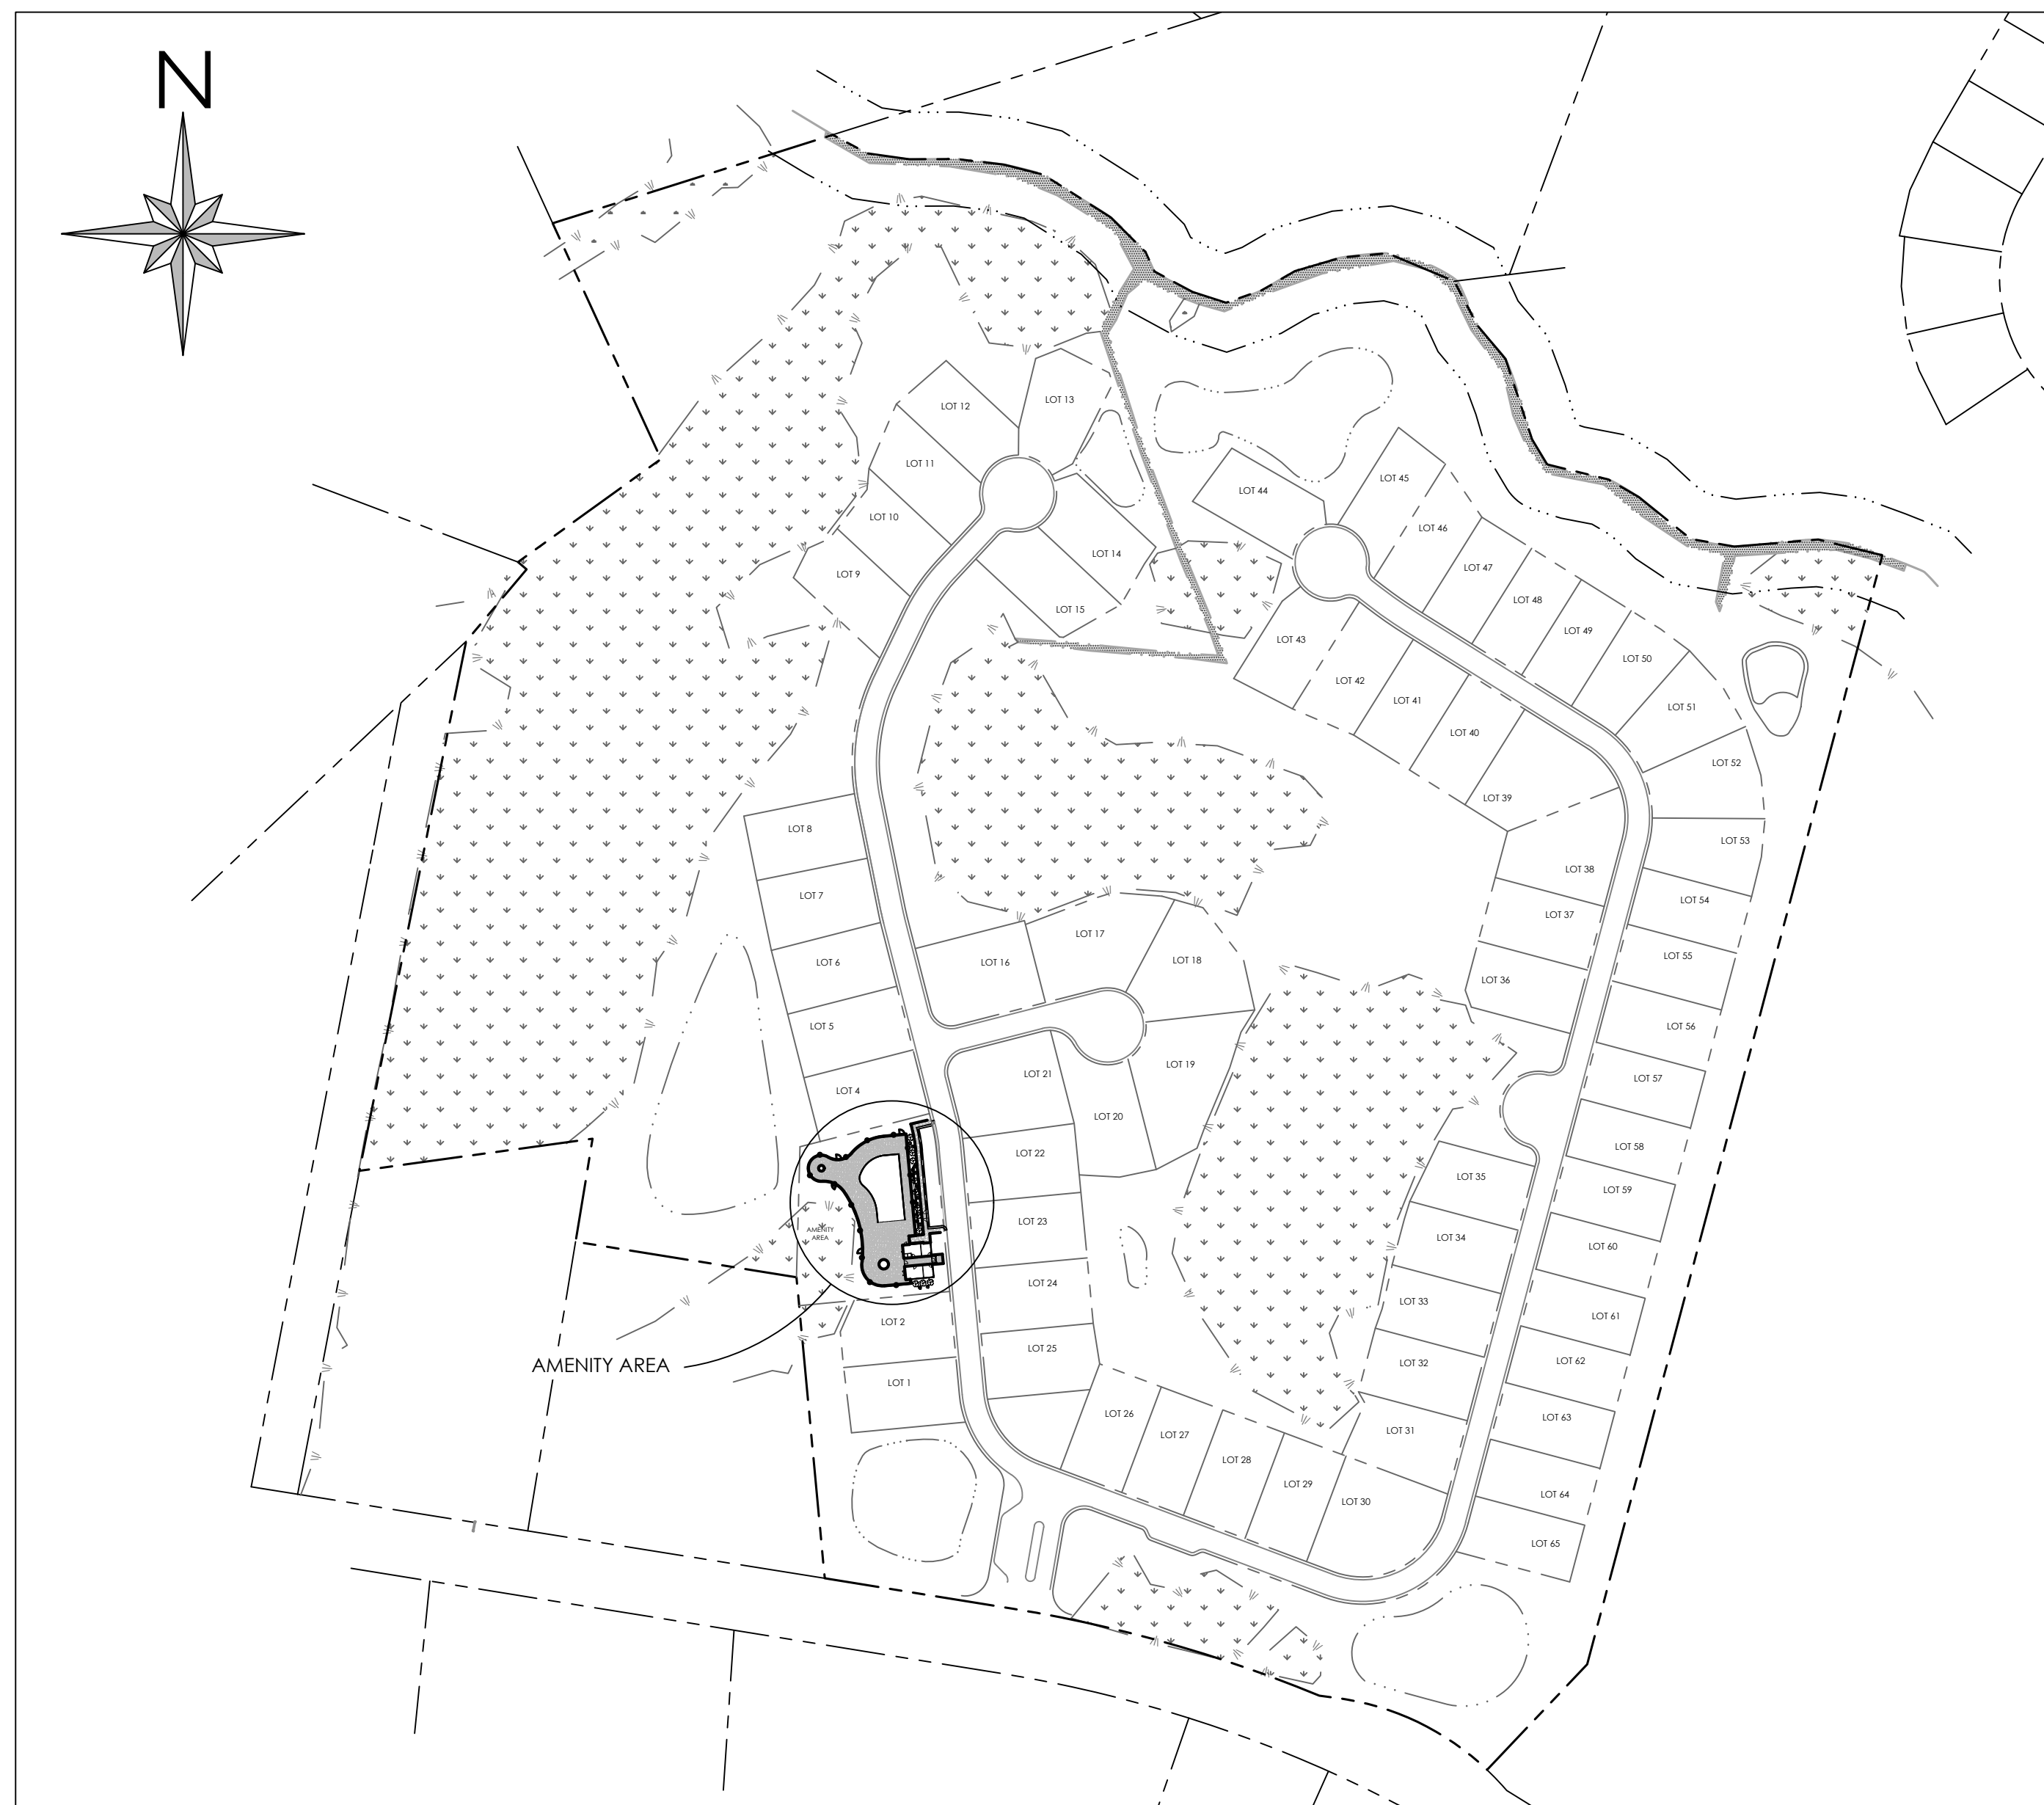 N
LOT 12
LOT 13
LOT 11
LOT 10
LOT 14
LOT 9
LOT 15
LOT 44
LOT 45
LOT 46
LOT 47
LOT 48
LOT 49
LOT 50
LOT 51
LOT 52
LOT 43
LOT 42
LOT 41
LOT 40
LOT 39
LOT 53
LOT 38
LOT 54
LOT 37
LOT 55
LOT 36
LOT 56
LOT 57
LOT 58
LOT 59
LOT 60
LOT 61
LOT 62
LOT 63
LOT 64
LOT 65
LOT 8
LOT 7
LOT 6
LOT 5
LOT 4
LOT 17
LOT 16
LOT 18
LOT 19
LOT 20
LOT 21
LOT 22
LOT 23
LOT 24
LOT 25
LOT 35
LOT 34
LOT 33
LOT 32
LOT 31
AMENITY
AREA
LOT 2
LOT 1
AMENITY AREA
LOT 26
LOT 27
LOT 28
LOT 29
LOT 30